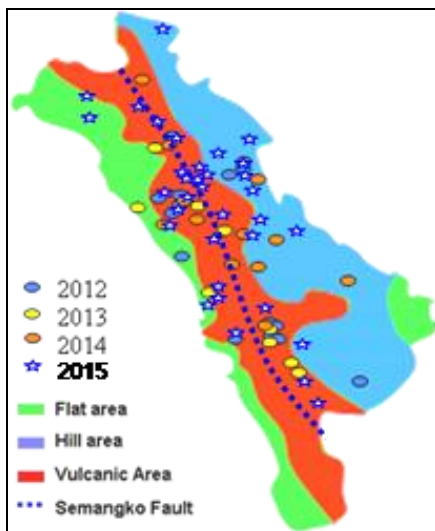 2012
2013
2014
2015
Flat area
Hill area
Vulcanic Area
Semangko Fault